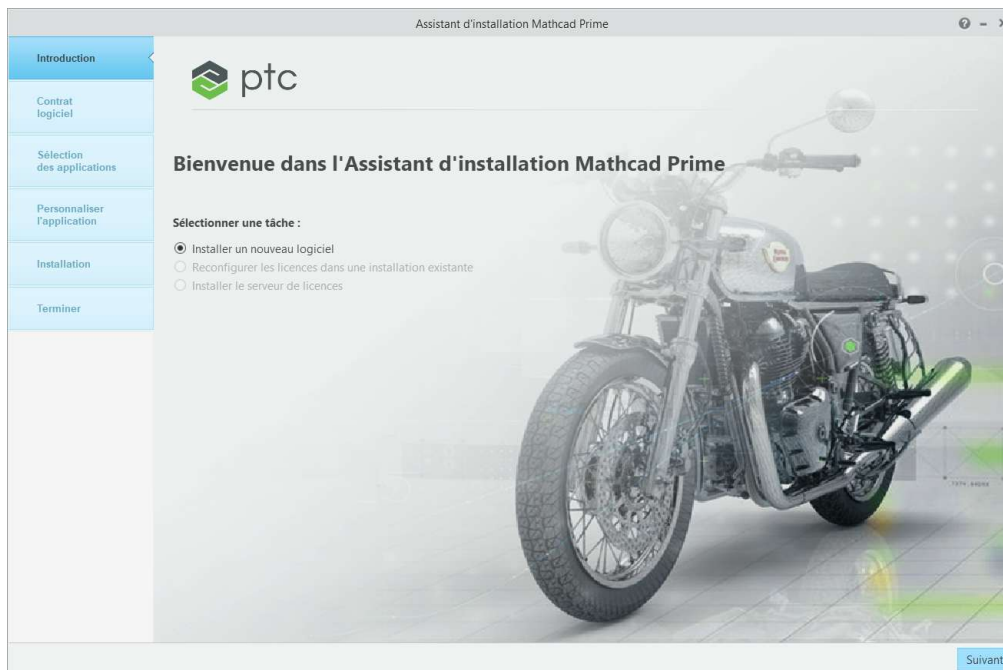 Assistant d'installation Mathcad Prime
Introduction
Contrat
logiciel
Sélection
des applications
Personnaliser
l'application
Installation
Terminer
ptc
Bienvenue dans l'Assistant d'installation Mathcad Prime
Sélectionner une tâche :
Installer un nouveau logiciel
Reconfigurer les licences dans une installation existante
Installer le serveur de licences
Suivant